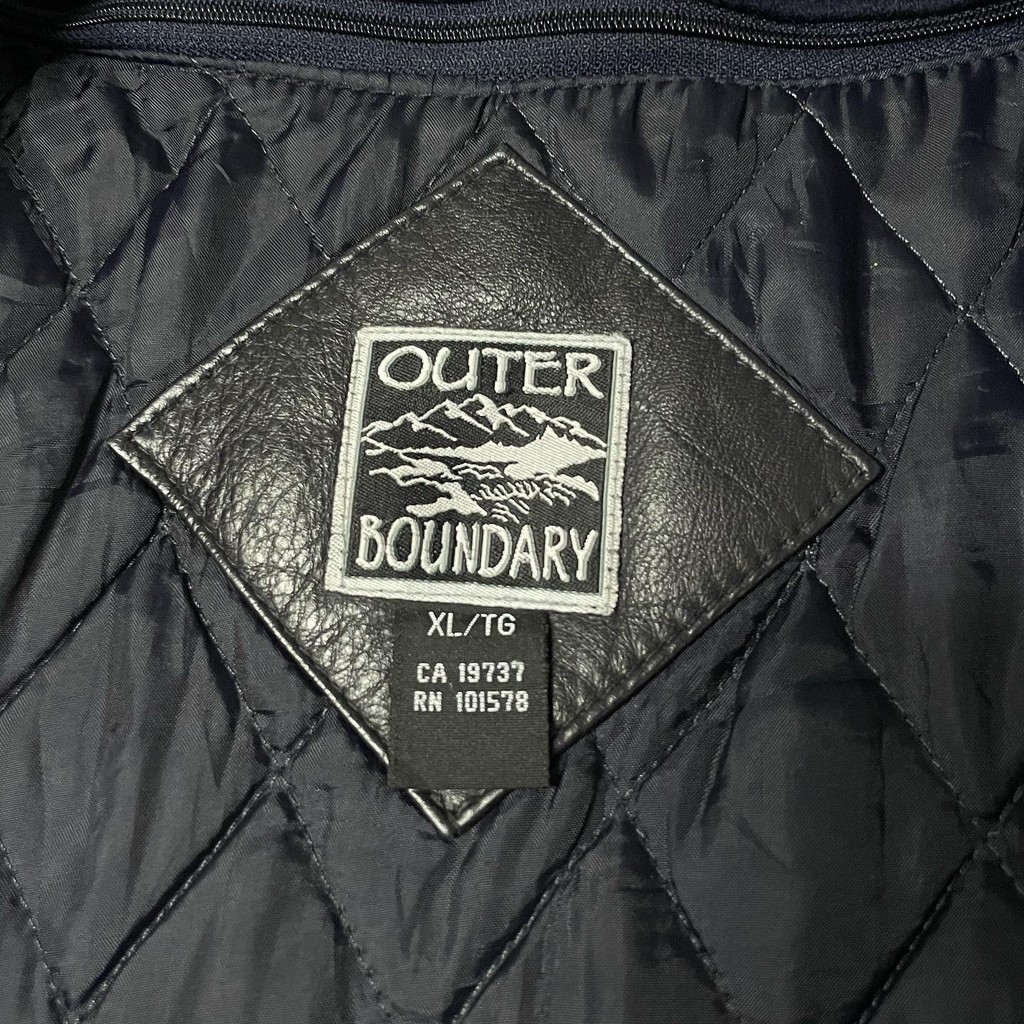 OUTER
BOUNDARY
XL/TG
CA 19737
RN 101578